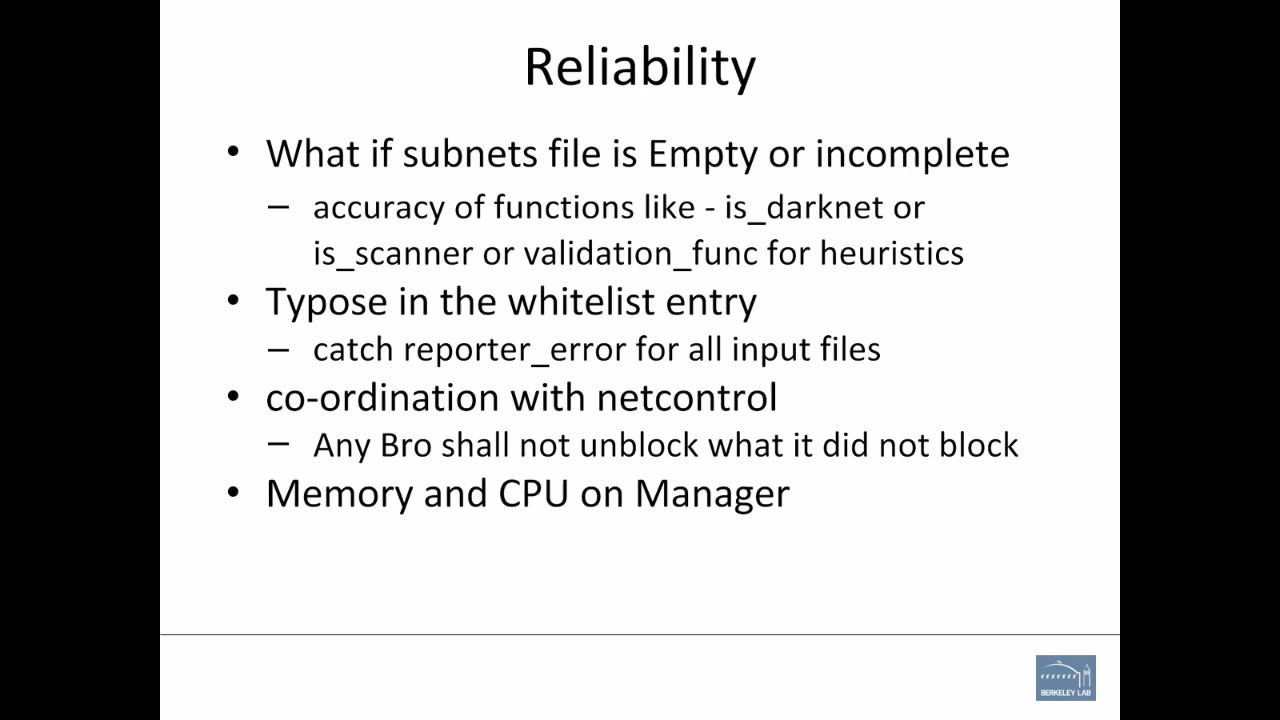 Reliability
• What if subnets file is Empty or incomplete
– accuracy of functions like - is_darknet or
is_scanner or validation_func for heuristics
• Typose in the whitelist entry
– catch reporter_error for all input files
• co-ordination with netcontrol
– Any Bro shall not unblock what it did not block
• Memory and CPU on Manager
BERKELEY LAB